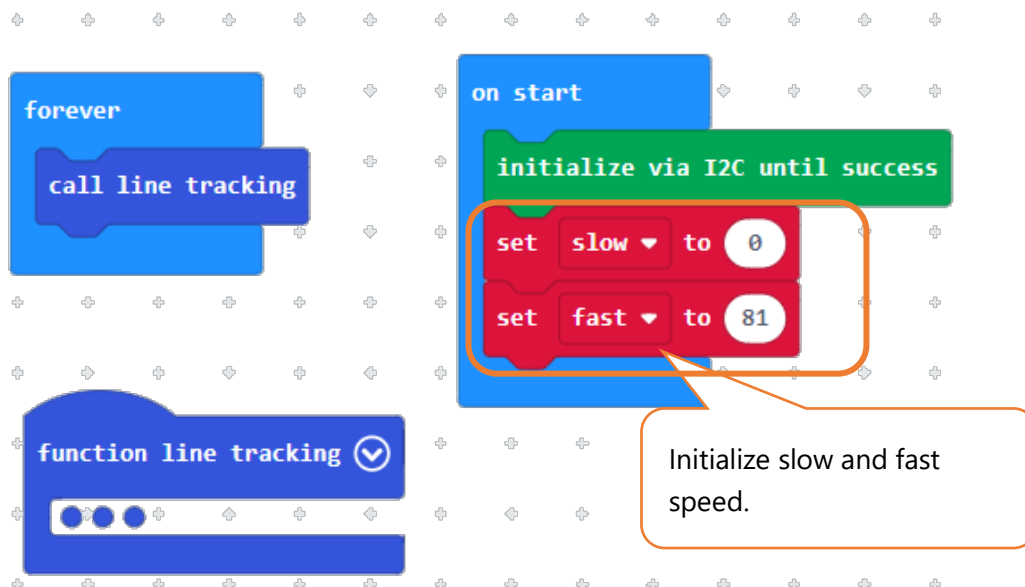 forever
call line tracking
on start
initialize via I2C until success
set slow to 0
set fast to 81
function line tracking
Initialize slow and fast
speed.